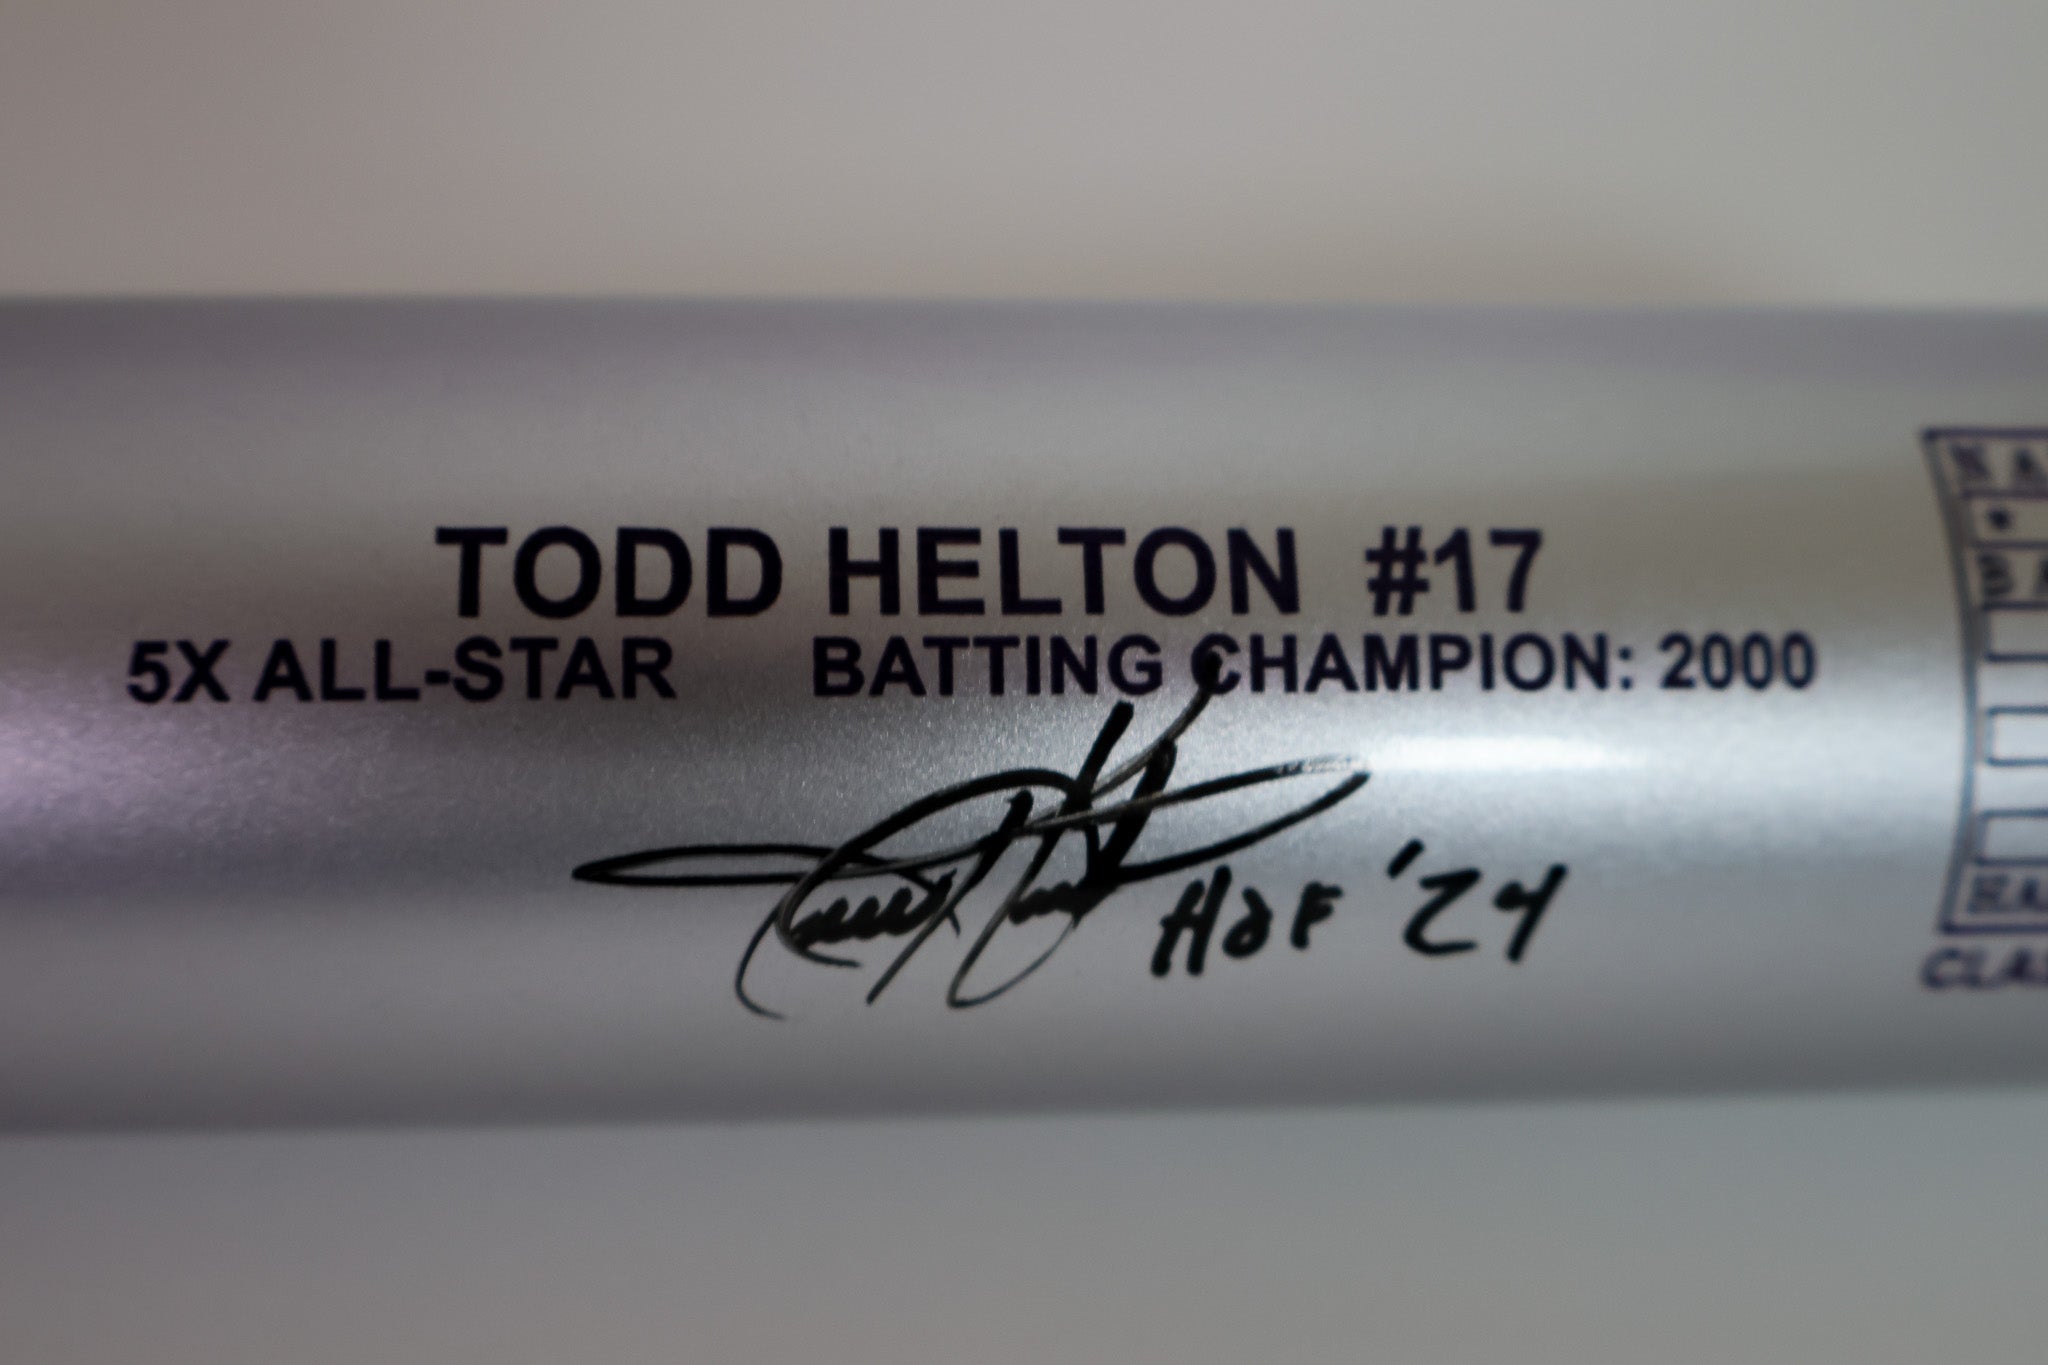 TODD HELTON #17
5X ALL-STAR BATTING CHAMPION: 2000
HOF '24